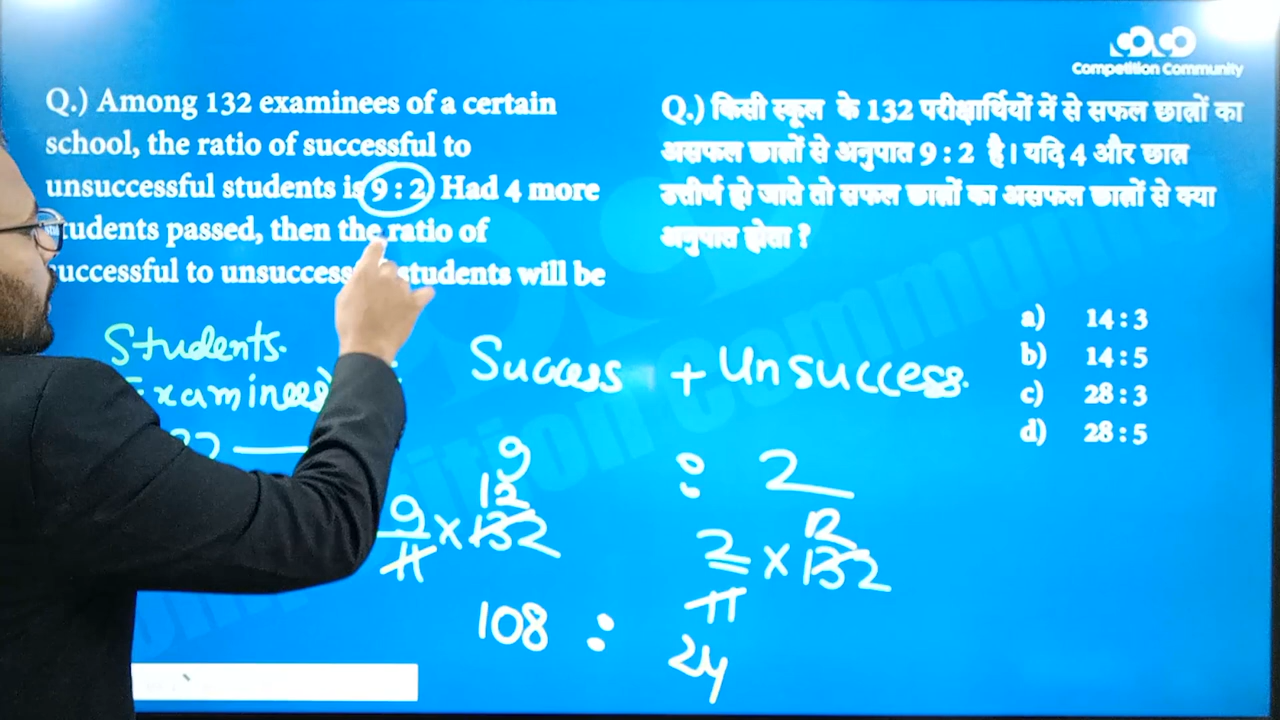 Competition Community
Q.) Among 132 examinees of a certain
school, the ratio of successful to
unsuccessful students is 9 : 2. Had 4 more
students passed, then the ratio of
successful to students will be
Q.) किसी स्कूल के 132 परीक्षार्थियों में से सफल छात्रों का
असफल छात्रों से अनुपात 9 : 2 है। यदि 4 और छात्र
उत्तीर्ण हो जाते तो सफल छात्रों का असफल छात्रों से क्या
अनुपात होता ?
a) 14 : 3
b) 14 : 5
c) 28 : 3
d) 28 : 5
Students
Examinees
Success + Unsuccess.
9 : 2
9/11 × 132 12
2/11 × 132 12
108 : 24